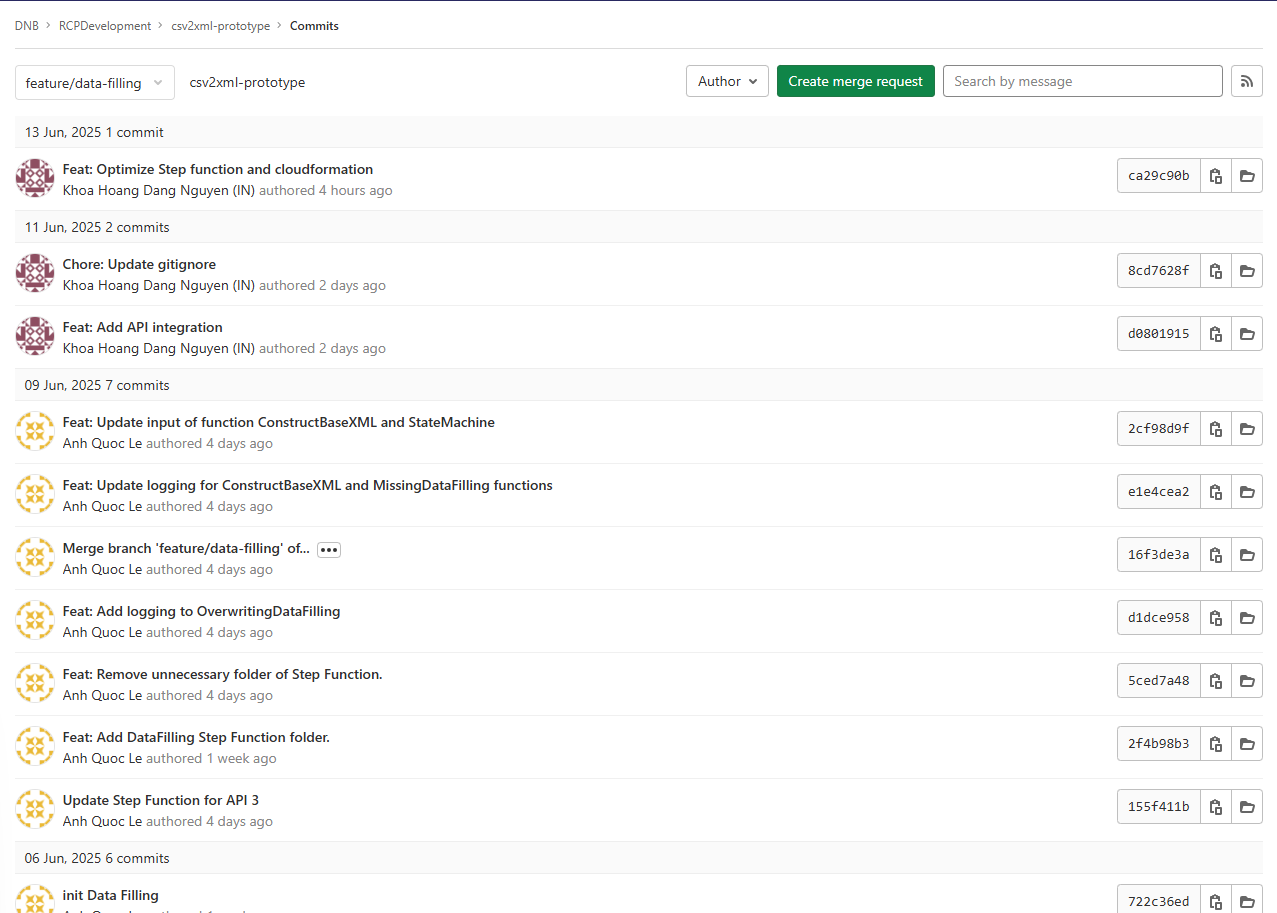 DNB > RCPDevelopment > csv2xml-prototype > Commits
feature/data-filling csv2xml-prototype Author Create merge request Search by message
13 Jun, 2025 1 commit
Feat: Optimize Step function and cloudformation
Khoa Hoang Dang Nguyen (IN) authored 4 hours ago
ca29c90b
11 Jun, 2025 2 commits
Chore: Update gitignore
Khoa Hoang Dang Nguyen (IN) authored 2 days ago
8cd7628f
Feat: Add API integration
Khoa Hoang Dang Nguyen (IN) authored 2 days ago
d0801915
09 Jun, 2025 7 commits
Feat: Update input of function ConstructBaseXML and StateMachine
Anh Quoc Le authored 4 days ago
2cf98d9f
Feat: Update logging for ConstructBaseXML and MissingDataFilling functions
Anh Quoc Le authored 4 days ago
e1e4cea2
Merge branch 'feature/data-filling' of...
Anh Quoc Le authored 4 days ago
16f3de3a
Feat: Add logging to OverwritingDataFilling
Anh Quoc Le authored 4 days ago
d1dce958
Feat: Remove unnecessary folder of Step Function.
Anh Quoc Le authored 4 days ago
5ced7a48
Feat: Add DataFilling Step Function folder.
Anh Quoc Le authored 1 week ago
2f4b98b3
Update Step Function for API 3
Anh Quoc Le authored 4 days ago
155f411b
06 Jun, 2025 6 commits
init Data Filling
722c36ed